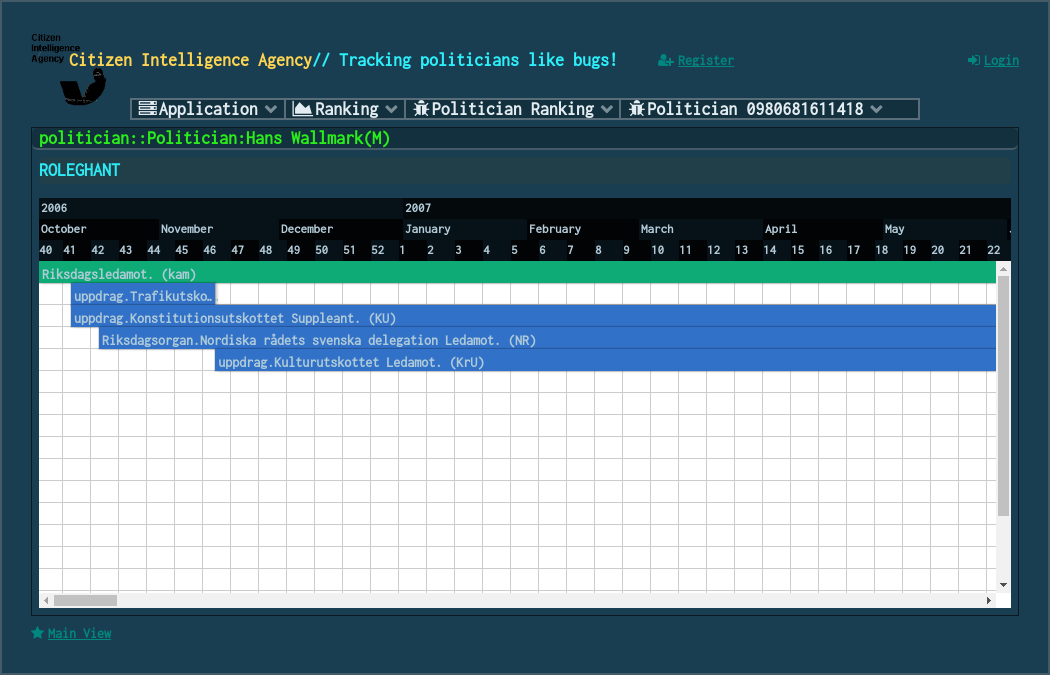 Citizen
Intelligence
Agency
Citizen Intelligence Agency// Tracking politicians like bugs!
Register
Login
Application
Ranking
Politician Ranking
Politician 0980681611418
politician::Politician:Hans Wallmark(M)
ROLEGHANT
2006 2007
October November December January February March April May
40 41 42 43 44 45 46 47 48 49 50 51 52 1 2 3 4 5 6 7 8 9 10 11 12 13 14 15 16 17 18 19 20 21 22
Riksdagsledamot. (kam)
uppdrag.Trafikutsko…
uppdrag.Konstitutionsutskottet Suppleant. (KU)
Riksdagsorgan.Nordiska rådets svenska delegation Ledamot. (NR)
uppdrag.Kulturutskottet Ledamot. (KrU)
Main View